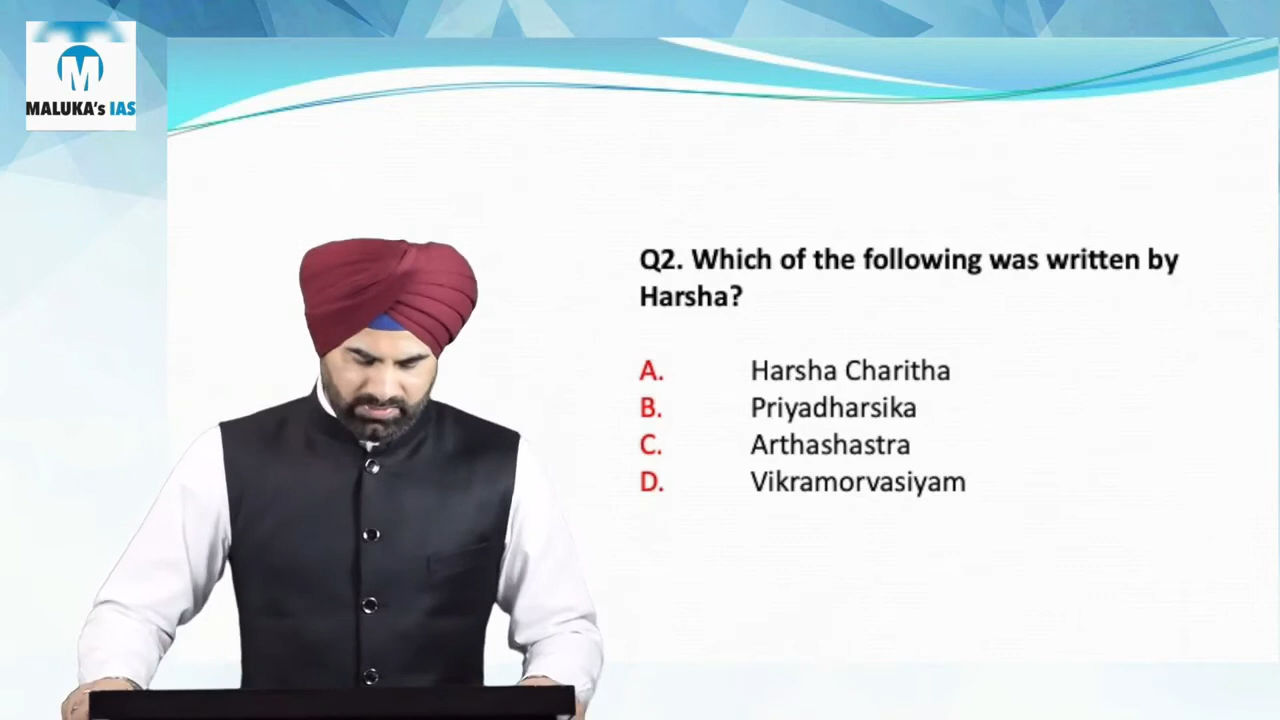 M
MALUKA's IAS
Q2. Which of the following was written by
Harsha?
A. Harsha Charitha
B. Priyadharsika
C. Arthashastra
D. Vikramorvasiyam